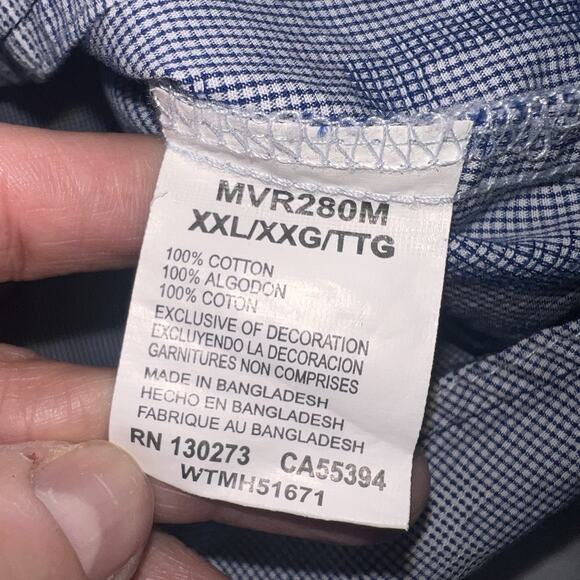 MVR280M
XXL/XXG/TTG
100% COTTON
100% ALGODON
100% COTON
EXCLUSIVE OF DECORATION
EXCLUYENDO LA DECORACION
GARNITURES NON COMPRISES
MADE IN BANGLADESH
HECHO EN BANGLADESH
FABRIQUE AU BANGLADESH
RN 130273 CA55394
WTMH51671